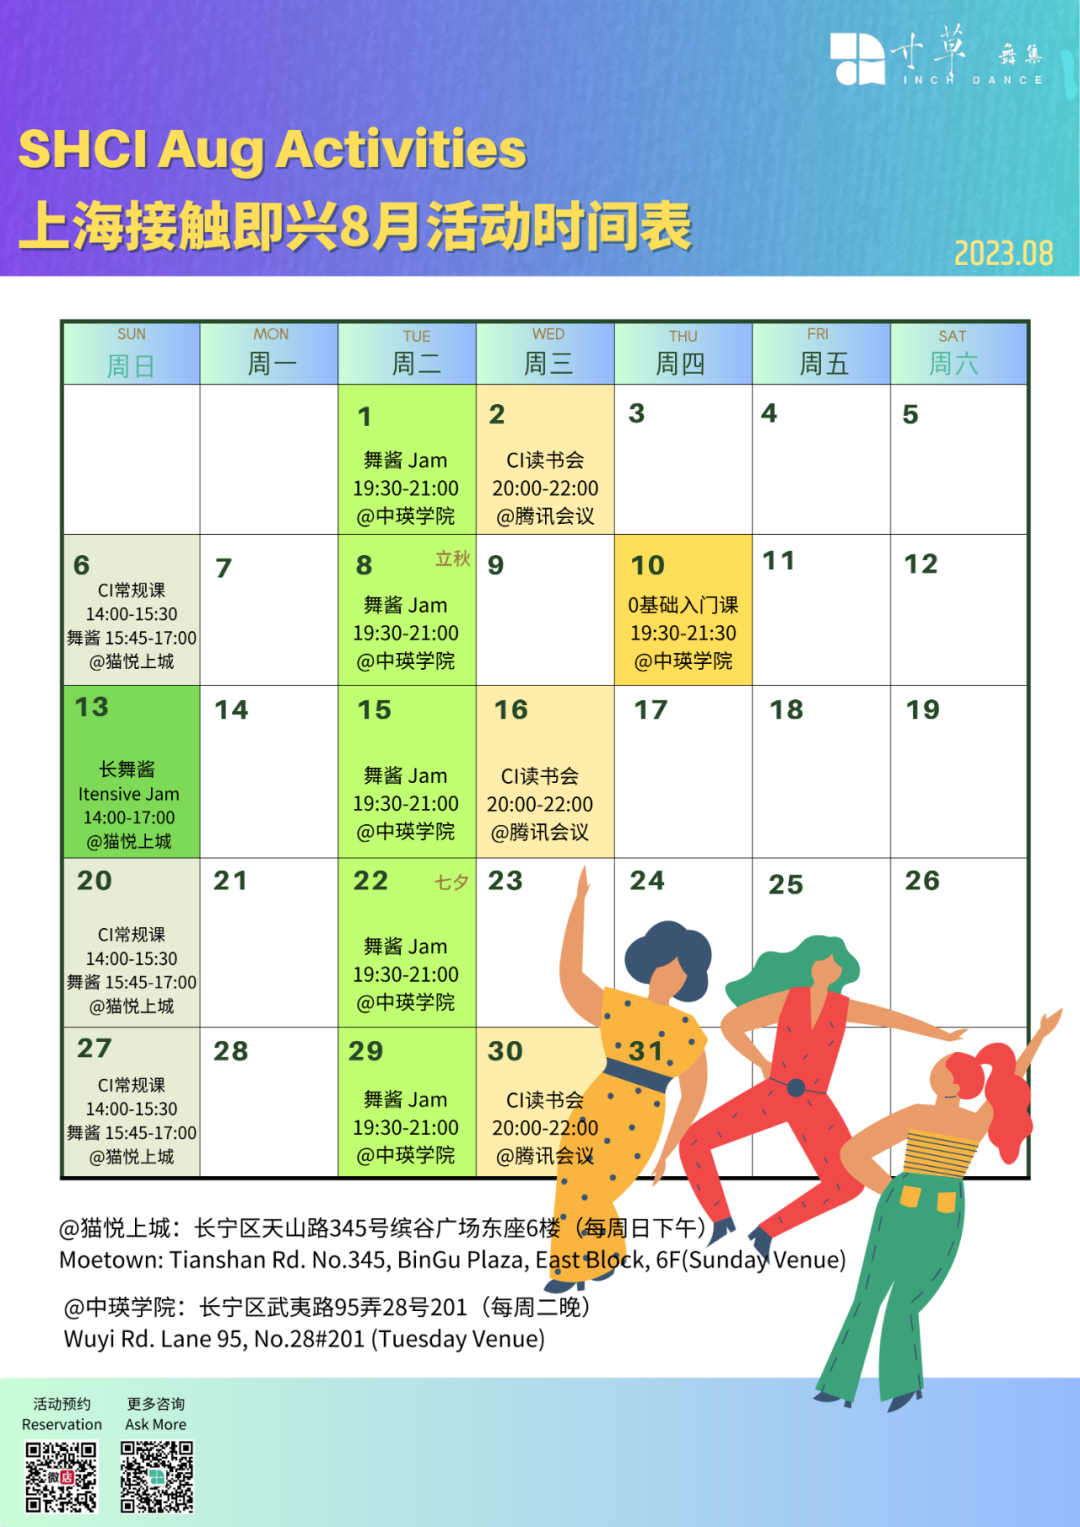 寸草 舞集
INCH DANCE
SHCI Aug Activities
上海接触即兴8月活动时间表
2023.08
SUN MON TUE WED THU FRI SAT
周日 周一 周二 周三 周四 周五 周六
1
舞酱 Jam
19:30-21:00
@中瑛学院
2
CI读书会
20:00-22:00
@腾讯会议
3
4
5
6
CI常规课
14:00-15:30
舞酱 15:45-17:00
@猫悦上城
7
8 立秋
舞酱 Jam
19:30-21:00
@中瑛学院
9
10
0基础入门课
19:30-21:30
@中瑛学院
11
12
13
长舞酱
Itensive Jam
14:00-17:00
@猫悦上城
14
15
舞酱 Jam
19:30-21:00
@中瑛学院
16
CI读书会
20:00-22:00
@腾讯会议
17
18
19
20
CI常规课
14:00-15:30
舞酱 15:45-17:00
@猫悦上城
21
22 七夕
舞酱 Jam
19:30-21:00
@中瑛学院
23
24
25
26
27
CI常规课
14:00-15:30
舞酱 15:45-17:00
@猫悦上城
28
29
舞酱 Jam
19:30-21:00
@中瑛学院
30
CI读书会
20:00-22:00
@腾讯会议
31
@猫悦上城：长宁区天山路345号缤谷广场东座6楼（每周日下午）
Moetown: Tianshan Rd. No.345, BinGu Plaza, East Block, 6F(Sunday Venue)
@中瑛学院：长宁区武夷路95弄28号201（每周二晚）
Wuyi Rd. Lane 95, No.28#201 (Tuesday Venue)
活动预约
Reservation
微店
更多咨询
Ask More